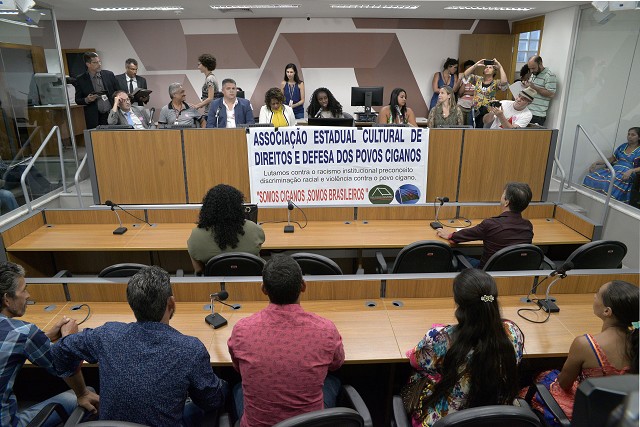 ASSOCIAÇÃO ESTADUAL CULTURAL DE
DIREITOS E DEFESA DOS POVOS CIGANOS
Lutamos contra o racismo institucional preconceito
discriminação racial e violência contra o povo cigano.
"SOMOS CIGANOS ,SOMOS BRASILEIROS "